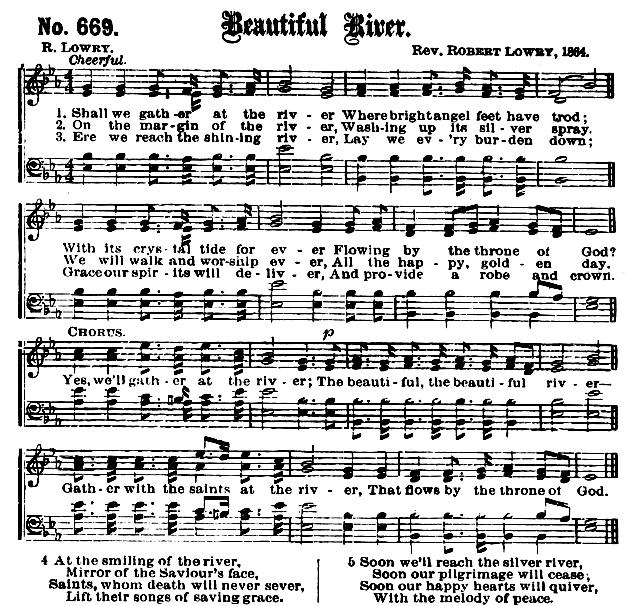 No. 669.
Beautiful River.
R. Lowry.
Rev. Robert Lowry, 1864.
Cheerful.
1. Shall we gath-er at the riv - er Where bright angel feet have trod;
2. On the mar-gin of the riv - er, Wash-ing up its sil - ver spray.
3. Ere we reach the shin-ing riv - er, Lay we ev-'ry bur-den down;
With its crys-tal tide for ev - er Flowing by the throne of God?
We will walk and worship ev - er, All the hap - py, gold - en day.
Grace our spir-its will de-liv - er, And pro-vide a robe and crown.
Chorus.
p
Yes, we'll gath - er at the riv - er; The beauti - ful, the beauti - ful riv - er—
Gath-er with the saints at the riv - er, That flows by the throne of God.
4 At the smiling of the river,
Mirror of the Saviour's face,
Saints, whom death will never sever,
Lift their songs of saving grace.
5 Soon we'll reach the silver river,
Soon our pilgrimage will cease;
Soon our happy hearts will quiver,
With the melody of peace.